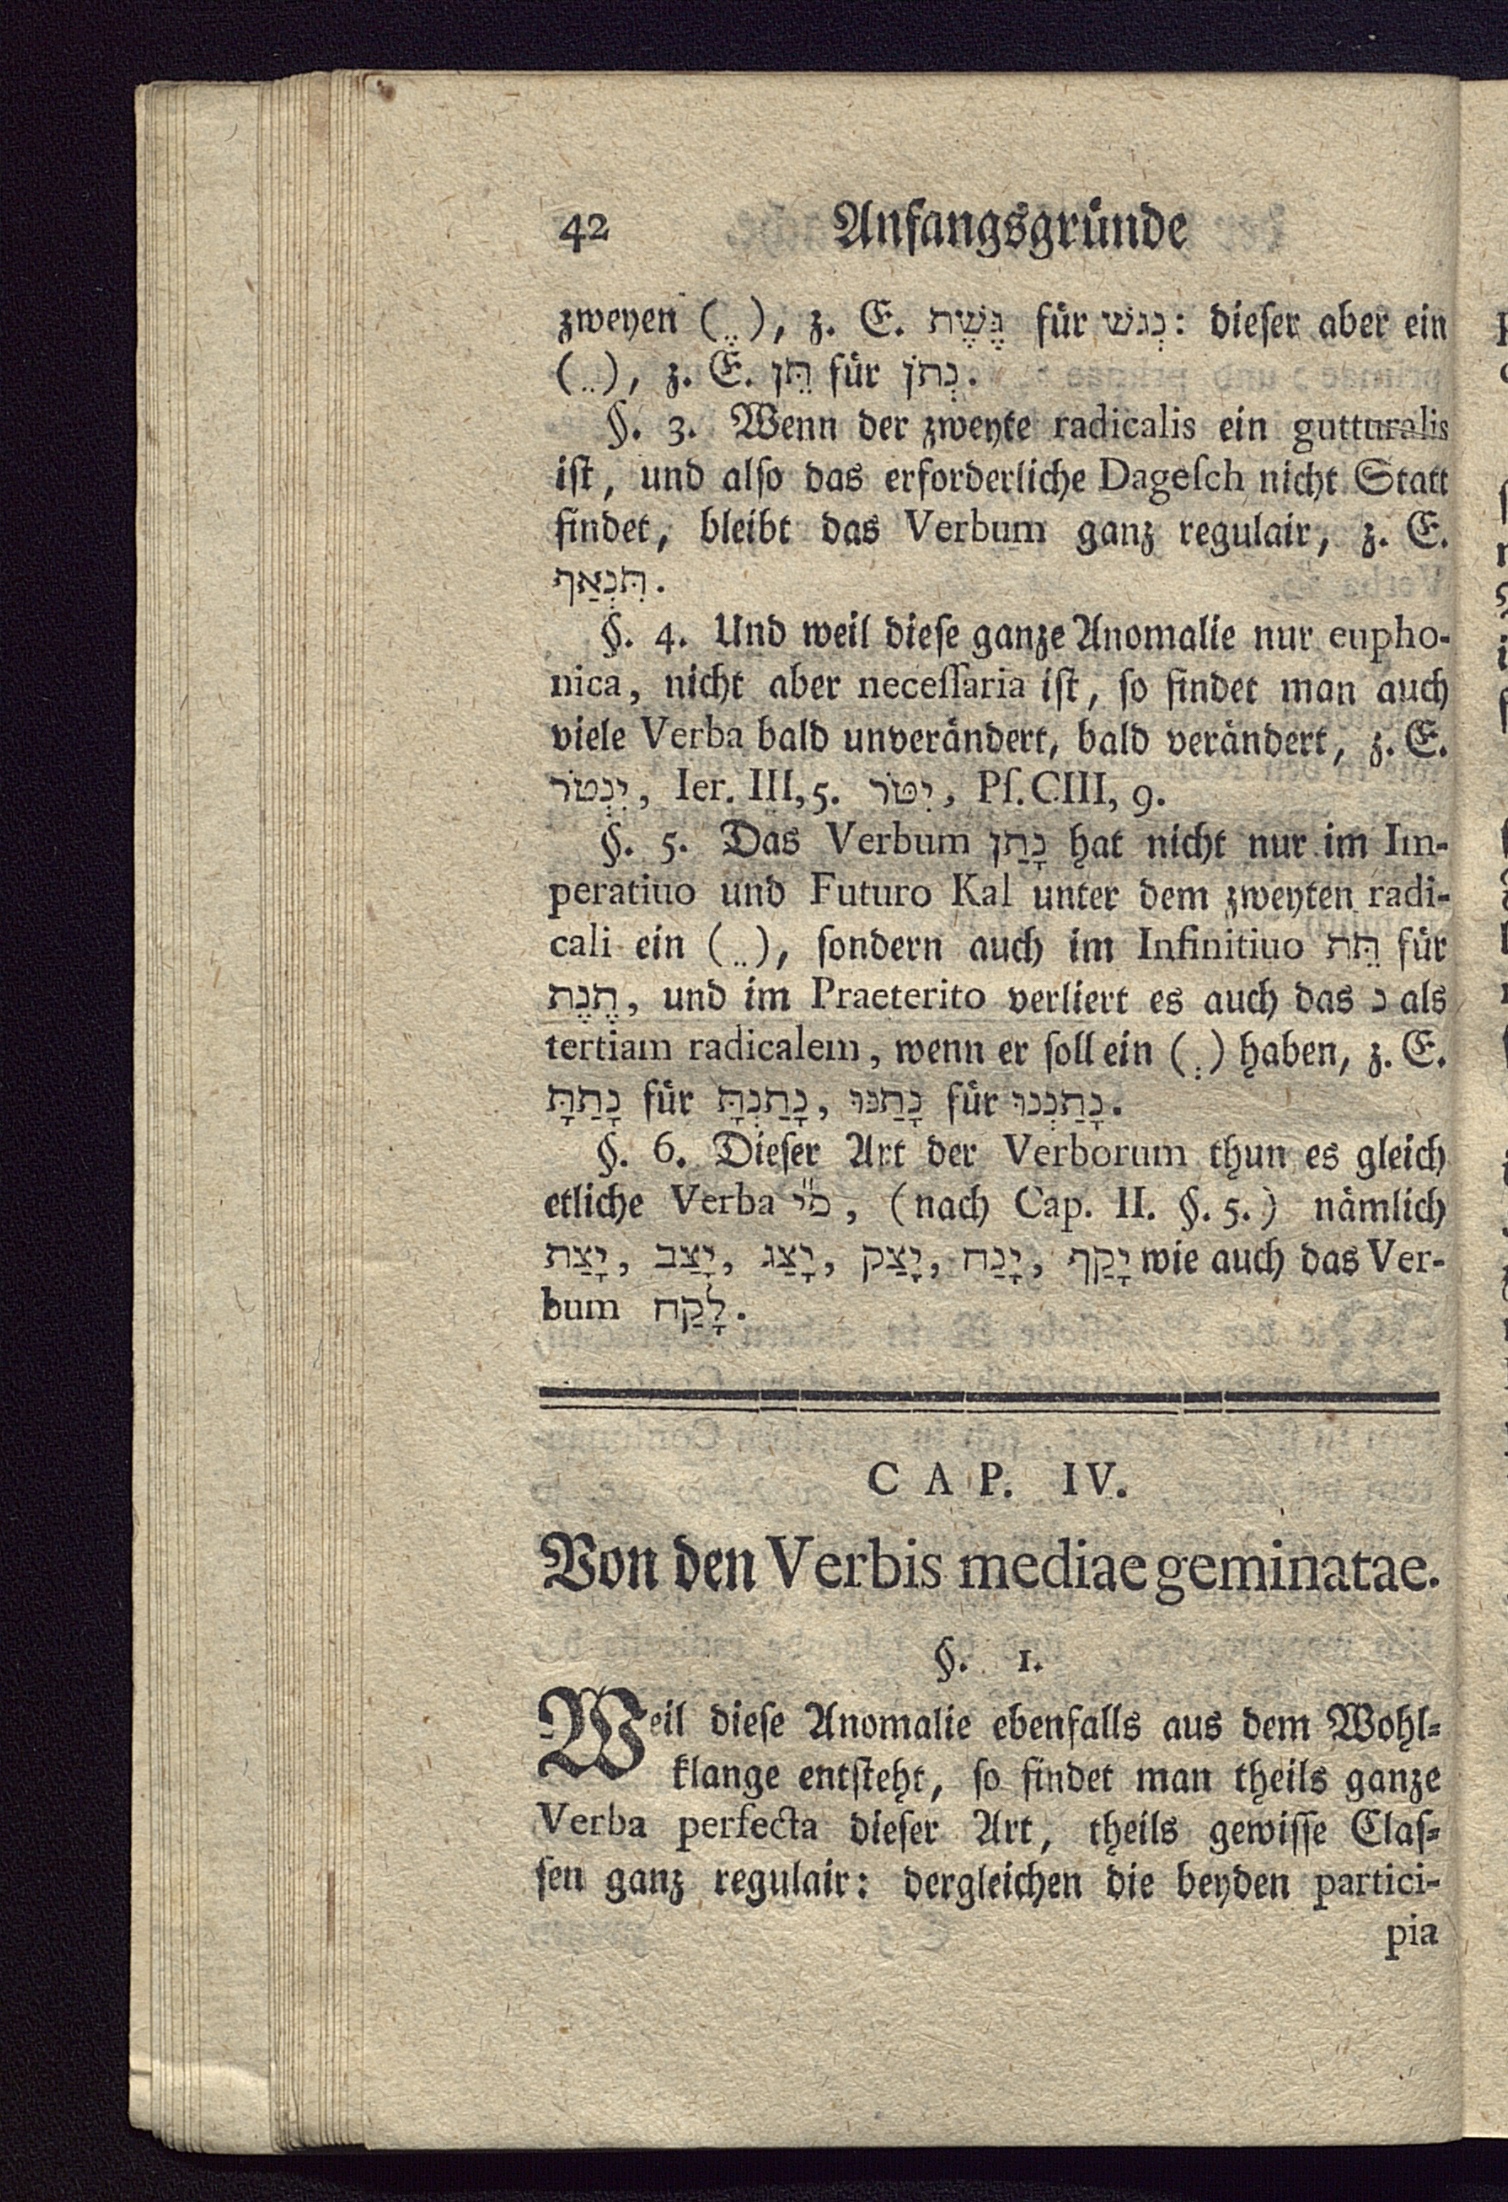 42 Anfangsgründe
zweyen (ֶ), z. E. גֶּשֶׁת für נְגשׁ: dieſer aber ein
(ֵ), z. E. תֵּן für נְתֹן.
§. 3. Wenn der zweyte radicalis ein gutturalis
iſt, und alſo das erforderliche Dageſch nicht Statt
findet, bleibt das Verbum ganz regulair, z. E.
תִּנְאַף.
§. 4. Und weil dieſe ganze Anomalie nur eupho-
nica, nicht aber neceſſaria iſt, ſo findet man auch
viele Verba bald unverändert, bald verändert, z. E.
יִנְטֹר, Ier. III, 5. יִטֹּר, Pſ. CIII, 9.
§. 5. Das Verbum נָתַן hat nicht nur im Im-
peratiuo und Futuro Kal unter dem zweyten radi-
cali ein (ֵ), ſondern auch im Infinitiuo תֵּת für
תֶּנֶת, und im Praeterito verliert es auch das נ als
tertiam radicalem, wenn er ſoll ein (ְ) haben, z. E.
נָתַתָּ für נָתַנְתָּ, נָתַנּוּ für נָתַנְנוּ.
§. 6. Dieſer Art der Verborum thun es gleich
etliche Verba פ״י, (nach Cap. II. §. 5.) nämlich
יָצַת, יָצַב, יָצַג, יָצַק, יָנַח, יָקַף wie auch das Ver-
bum לָקַח.
CAP. IV.
Von den Verbis mediae geminatae.
§. 1.
Weil dieſe Anomalie ebenfalls aus dem Wohl-
klange entſteht, ſo findet man theils ganze
Verba perfecta dieſer Art, theils gewiſſe Claſ-
ſen ganz regulair: dergleichen die beyden partici-
pia